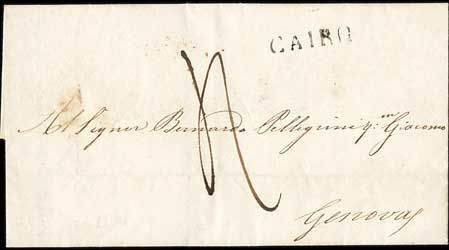 CAIRO
Al Signor Bernardo Pellegrini q:m Giacomo
Genova